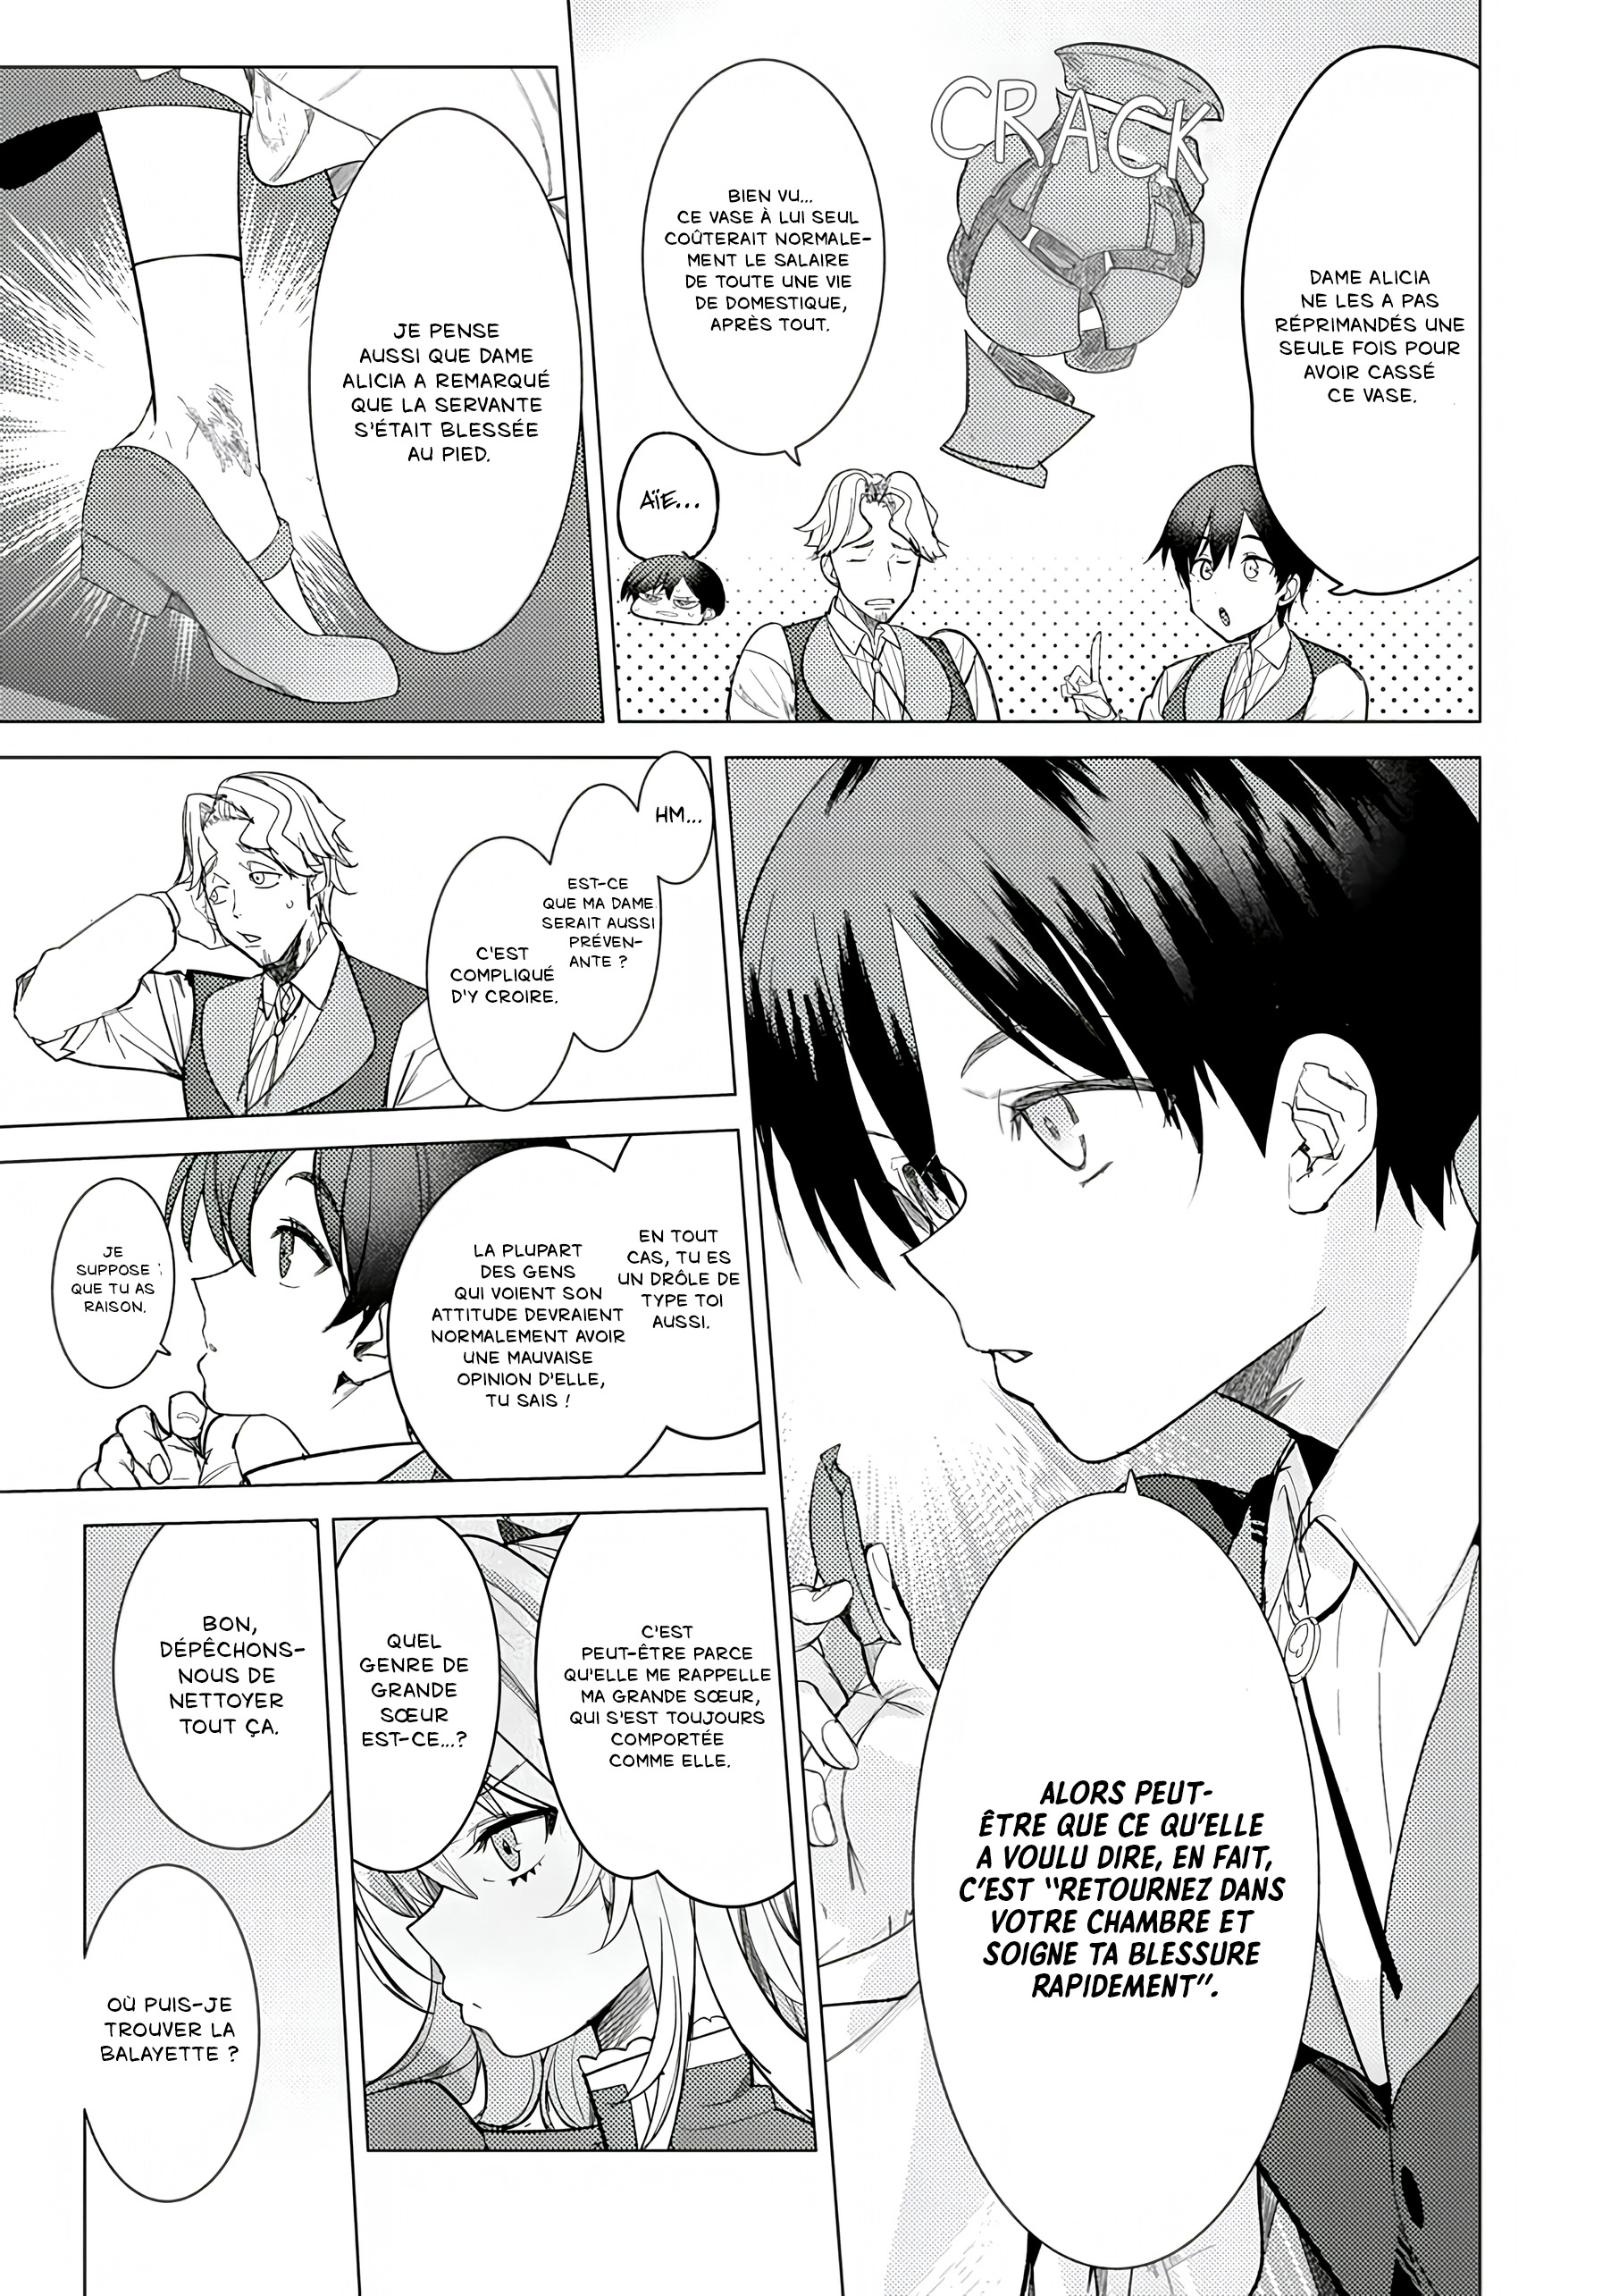 DAME ALICIA
NE LES A PAS
RÉPRIMANDÉS UNE
SEULE FOIS POUR
AVOIR CASSÉ
CE VASE.
CRACK
BIEN VU...
CE VASE À LUI SEUL
COÛTERAIT NORMALE-
MENT LE SALAIRE
DE TOUTE UNE VIE
DE DOMESTIQUE,
APRÈS TOUT.
AÏE...
JE PENSE
AUSSI QUE DAME
ALICIA A REMARQUÉ
QUE LA SERVANTE
S'ÉTAIT BLESSÉE
AU PIED.
ALORS PEUT-
ÊTRE QUE CE QU'ELLE
A VOULU DIRE, EN FAIT,
C'EST "RETOURNEZ DANS
VOTRE CHAMBRE ET
SOIGNE TA BLESSURE
RAPIDEMENT".
HM...
EST-CE
QUE MA DAME
SERAIT AUSSI
PRÉVEN-
ANTE ?
C'EST
COMPLIQUÉ
D'Y CROIRE.
EN TOUT
CAS, TU ES
UN DRÔLE DE
TYPE TOI
AUSSI.
LA PLUPART
DES GENS
QUI VOIENT SON
ATTITUDE DEVRAIENT
NORMALEMENT AVOIR
UNE MAUVAISE
OPINION D'ELLE,
TU SAIS !
JE
SUPPOSE
QUE TU AS
RAISON.
C'EST
PEUT-ÊTRE PARCE
QU'ELLE ME RAPPELLE
MA GRANDE SŒUR,
QUI S'EST TOUJOURS
COMPORTÉE
COMME ELLE.
QUEL
GENRE DE
GRANDE
SŒUR
EST-CE...?
BON,
DÉPÊCHONS-
NOUS DE
NETTOYER
TOUT ÇA.
OÙ PUIS-JE
TROUVER LA
BALAYETTE ?